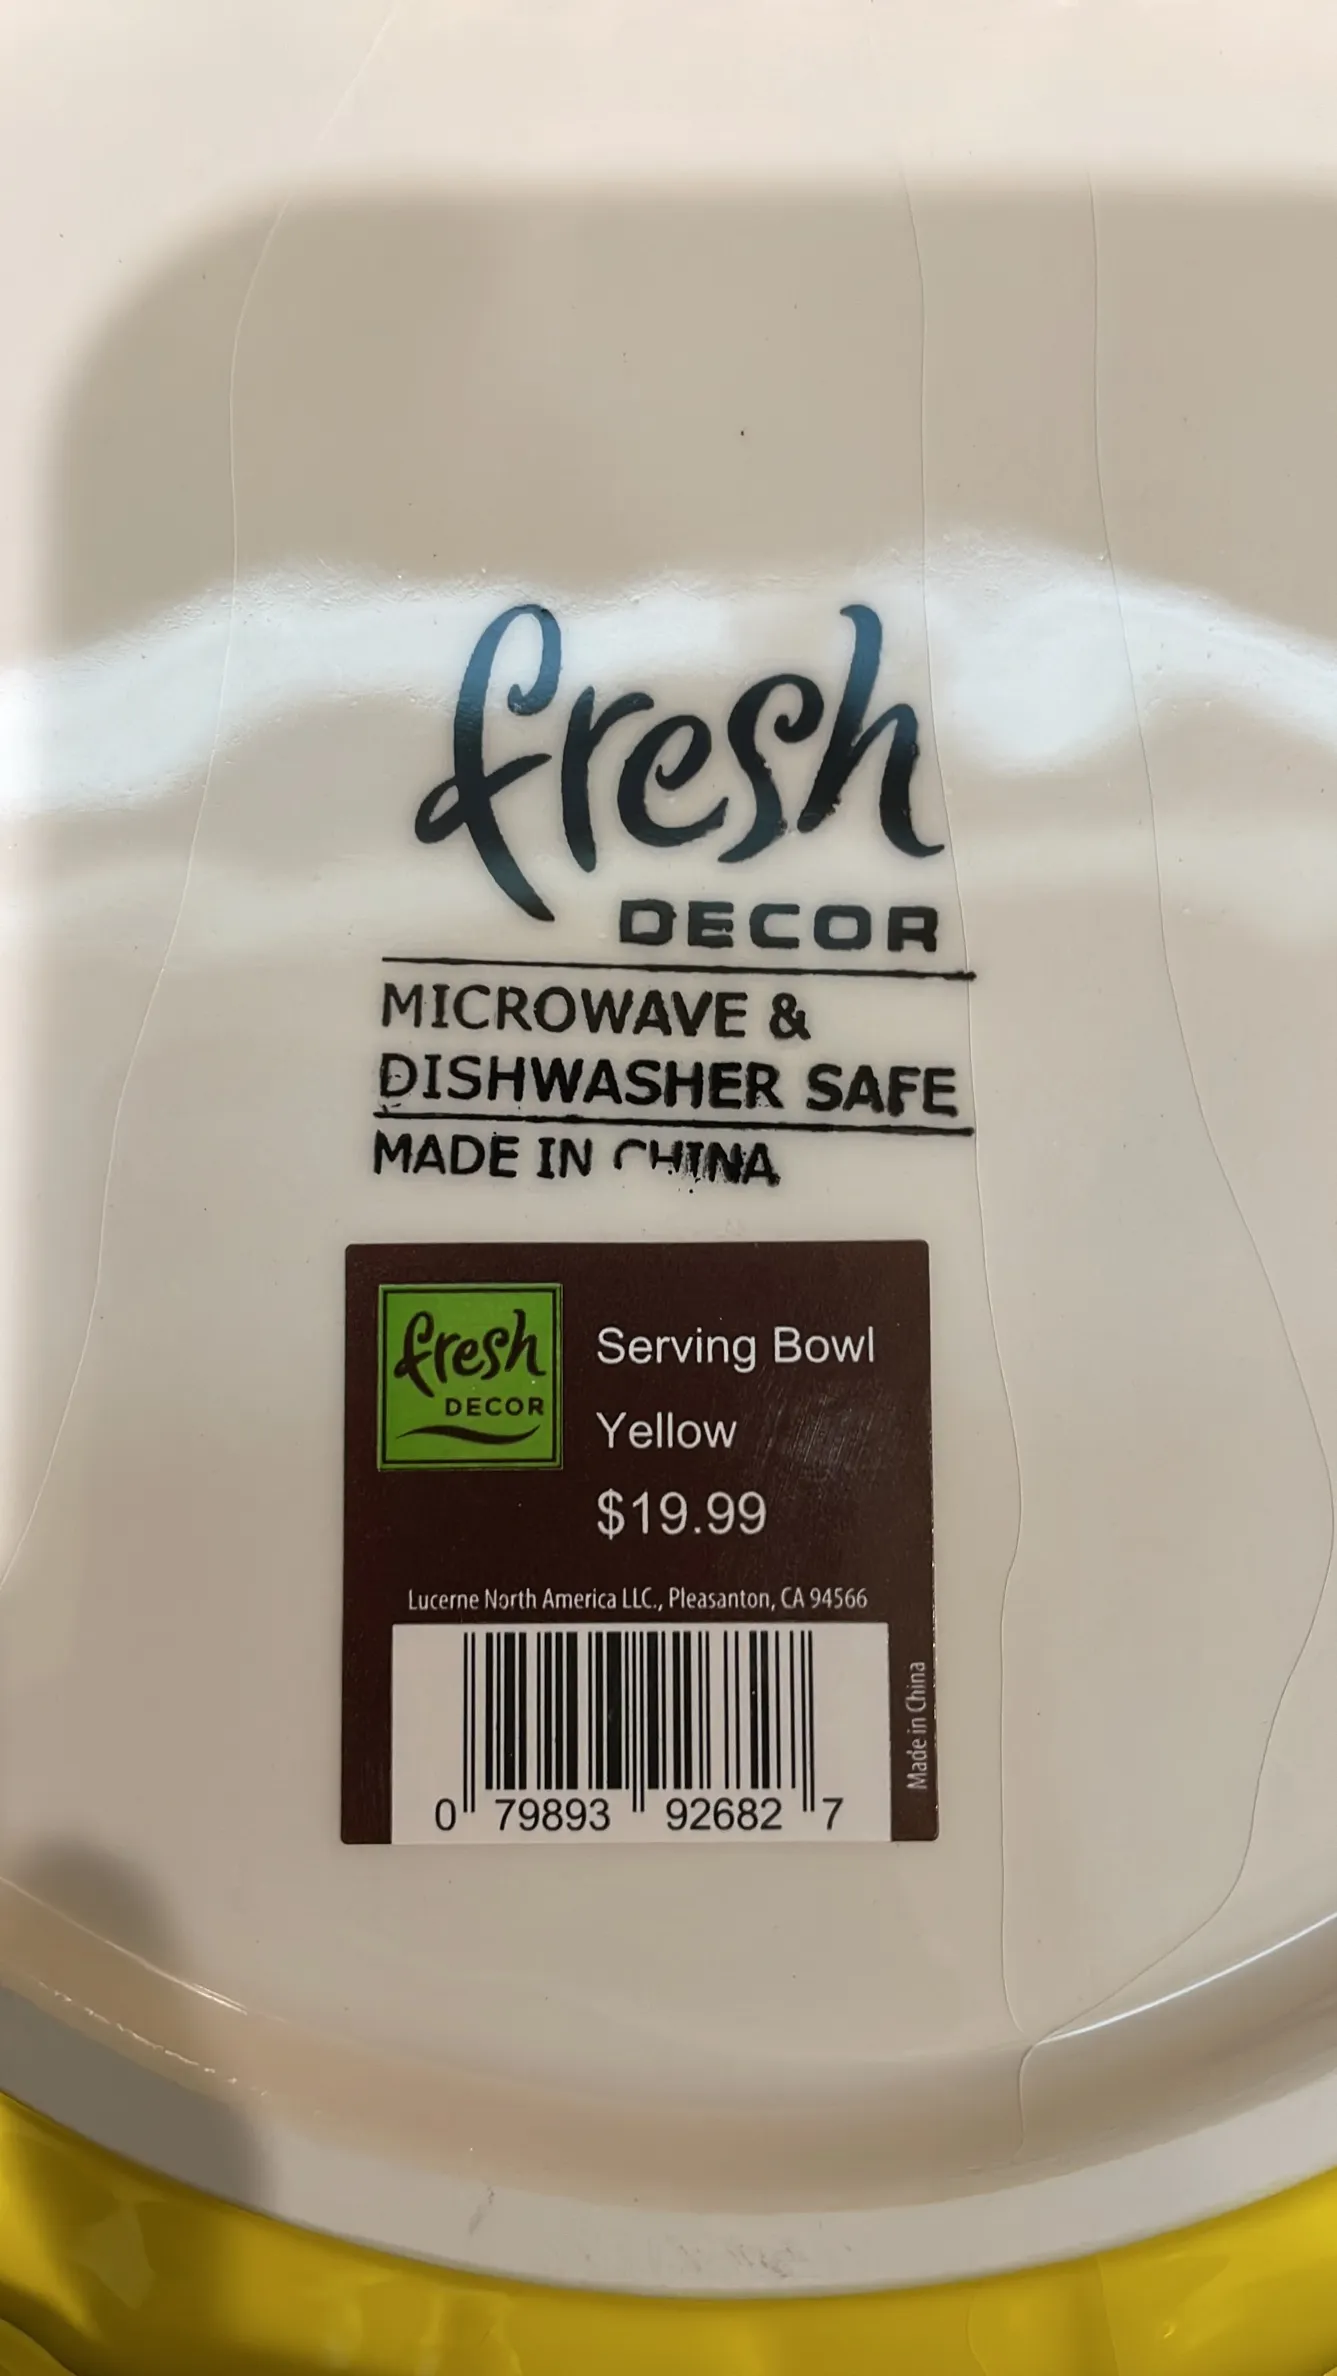 fresh
DECOR
MICROWAVE &
DISHWASHER SAFE
MADE IN CHINA
fresh
DECOR
Serving Bowl
Yellow
$19.99
Lucerne North America LLC., Pleasanton, CA 94566
Made in China
0 79893 92682 7